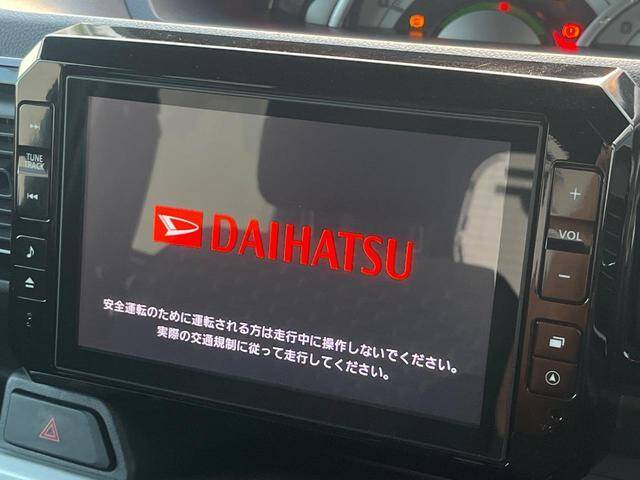 TUNE
TRACK
VOL
DAIHATSU
安全運転のために運転される方は走行中に操作しないでください。
実際の交通規制に従って走行してください。